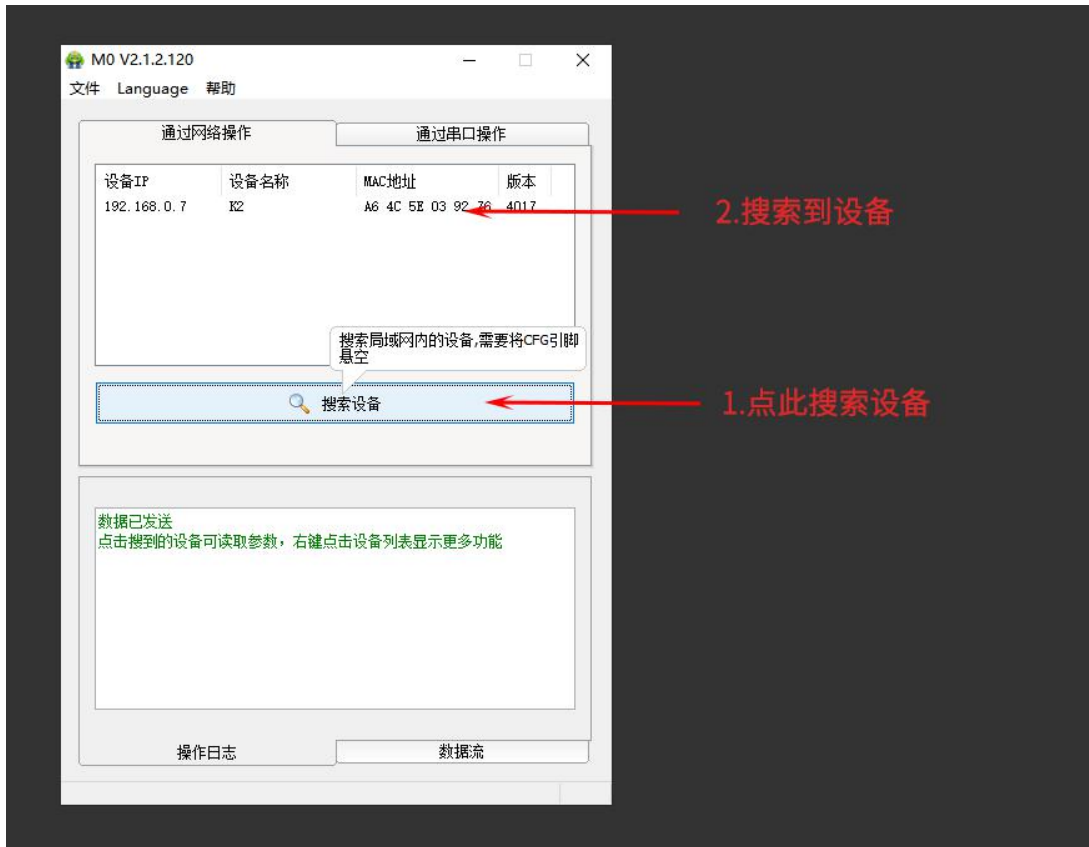 M0 V2.1.2.120
文件 Language 帮助
通过网络操作 通过串口操作
设备IP 设备名称 MAC地址 版本
192.168.0.7 K2 A6 4C 5E 03 92 76 4017
2.搜索到设备
搜索局域网内的设备,需要将CFG引脚
悬空
搜索设备
1.点此搜索设备
数据已发送
点击搜到的设备可读取参数，右键点击设备列表显示更多功能
操作日志 数据流